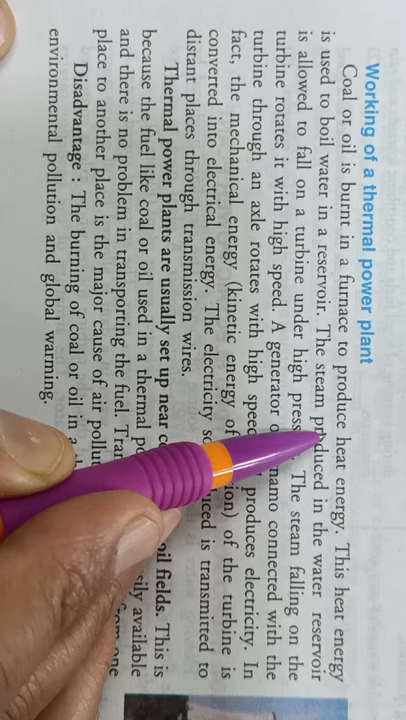 Working of a thermal power plant
Coal or oil is burnt in a furnace to produce heat energy. This heat energy
is used to boil water in a reservoir. The steam produced in the water reservoir
is allowed to fall on a turbine under high The steam falling on the
turbine rotates it with high speed. A generator connected with the
turbine through an axle rotates with high produces electricity. In
fact, the mechanical energy (kinetic energy of of the turbine is
converted into electrical energy. The electricity is transmitted to
distant places through transmission wires.
Thermal power plants are usually set up near oil fields. This is
because the fuel like coal or oil used in a thermal available
and there is no problem in transporting the fuel. one
place to another place is the major cause of air
Disadvantage : The burning of coal or oil in
environmental pollution and global warming.